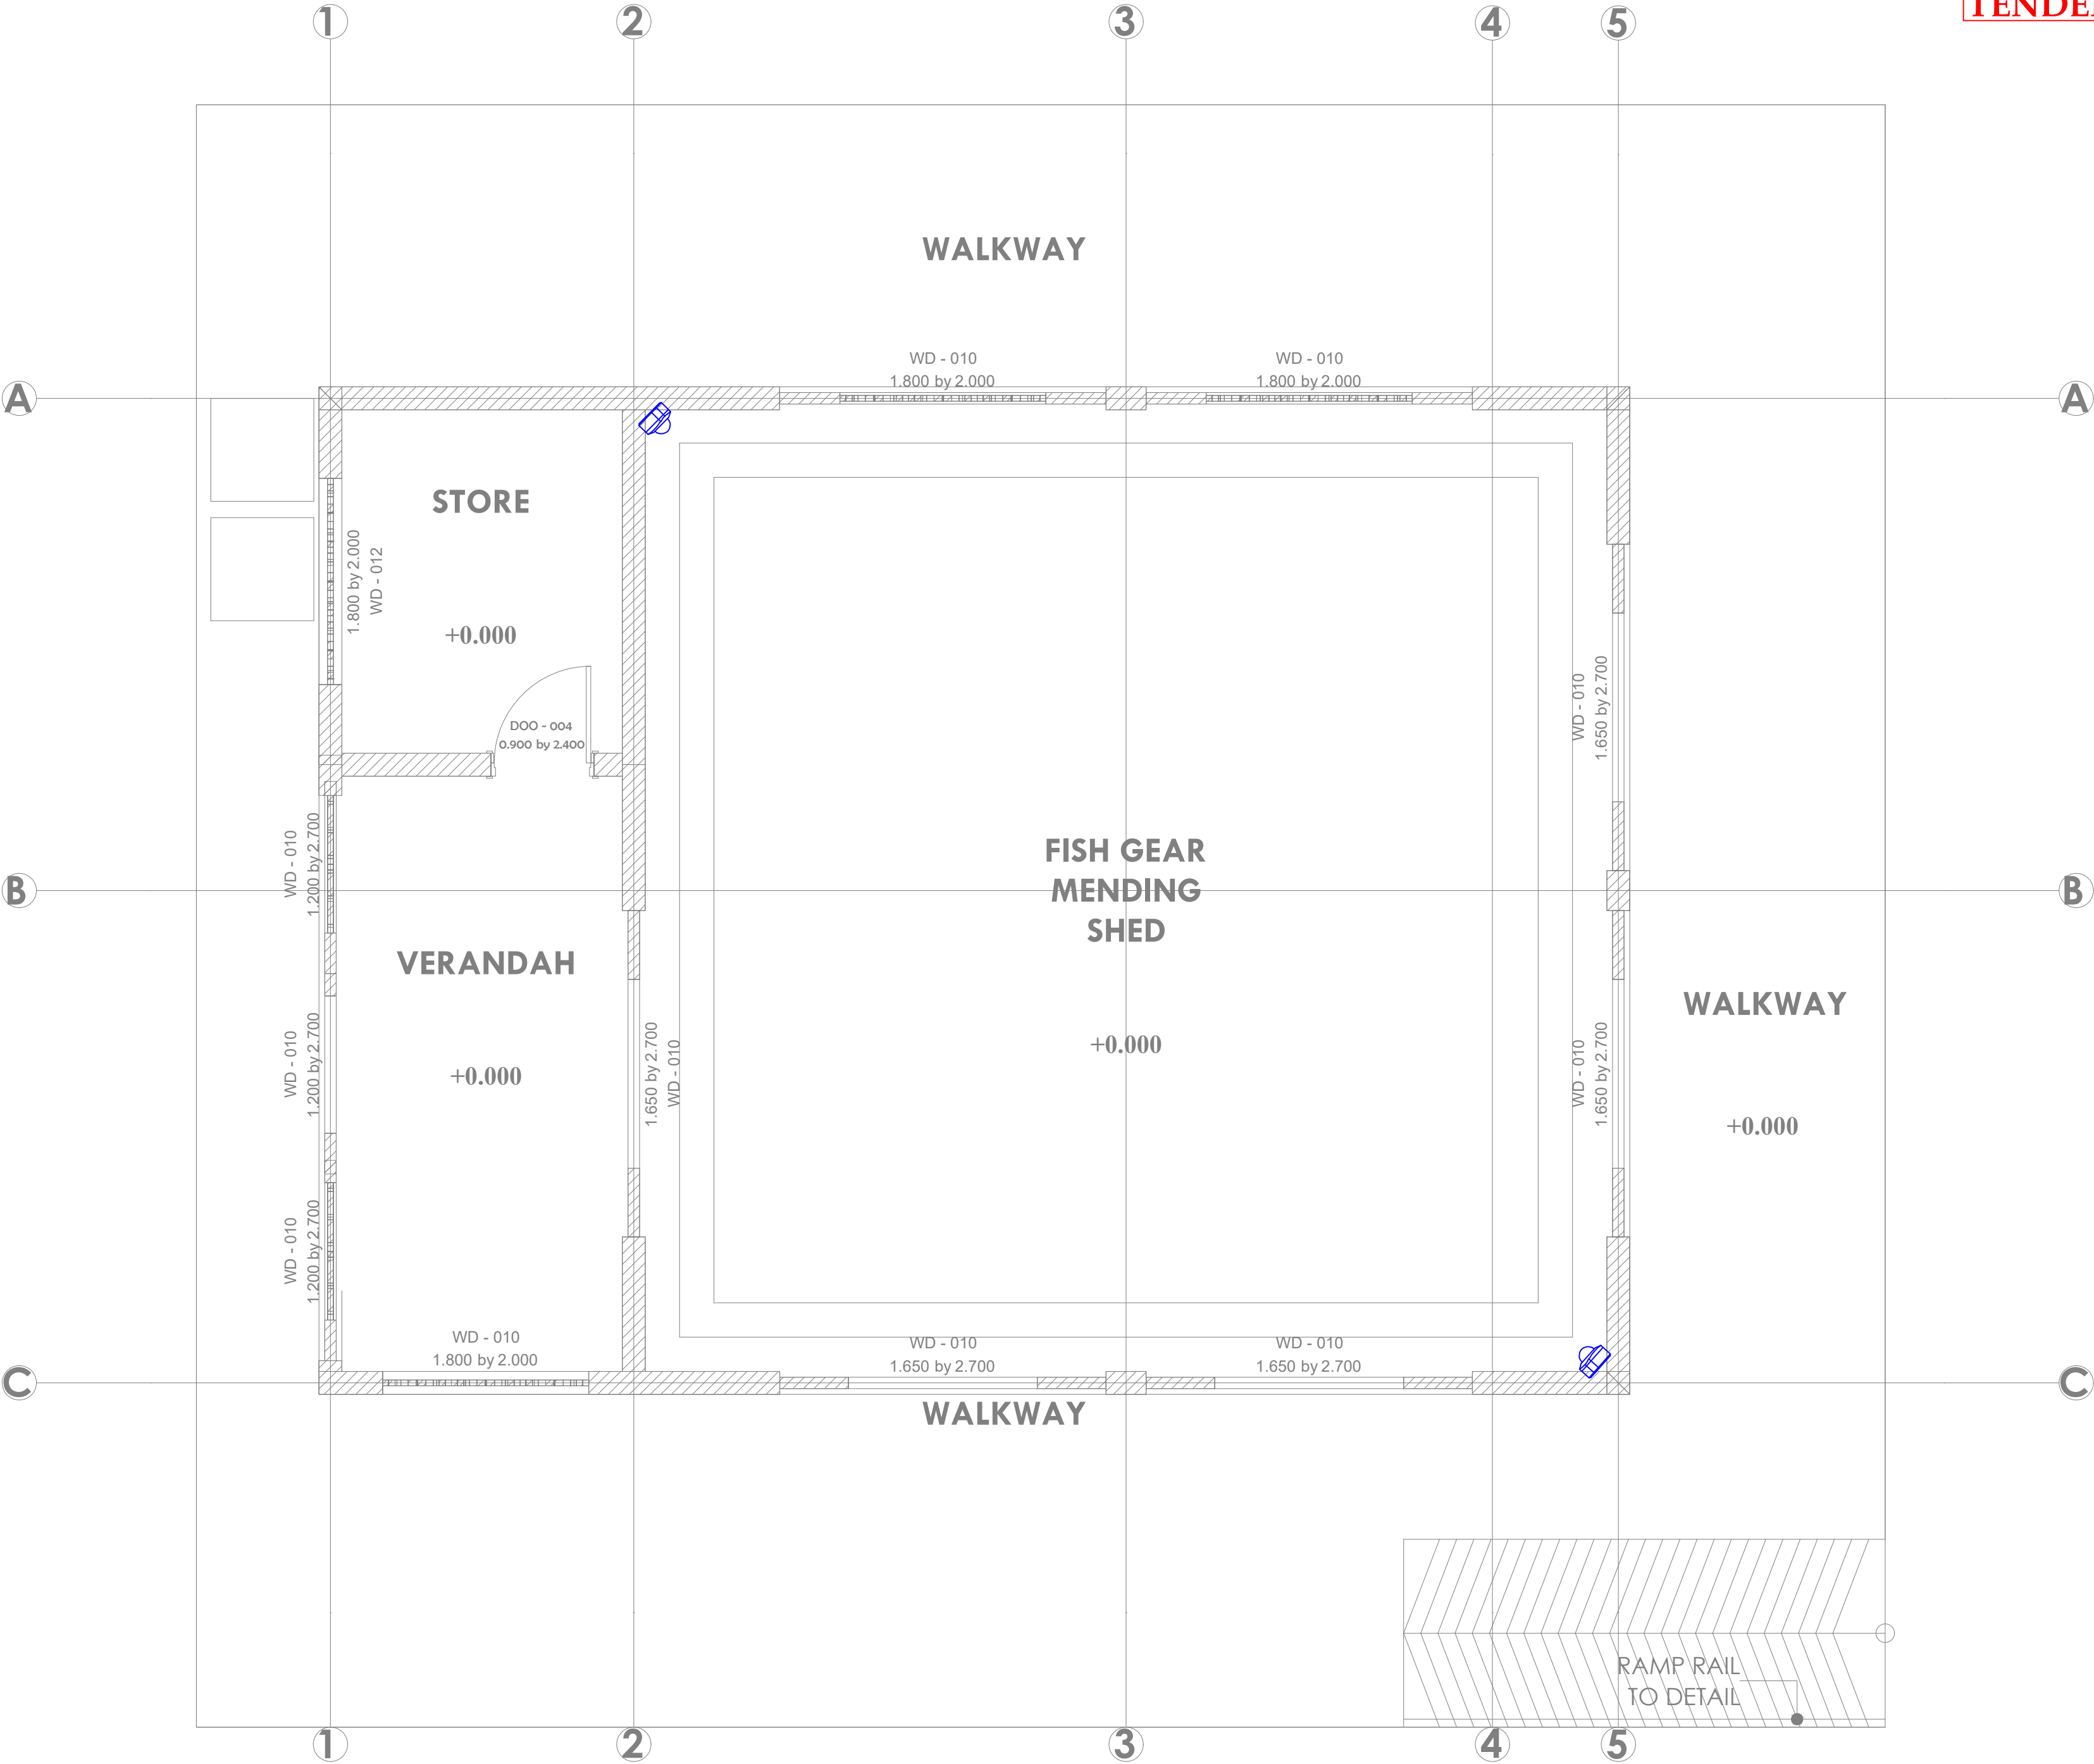 1 2 3 4 5
WALKWAY
WD - 010
1.800 by 2.000
WD - 010
1.800 by 2.000
A A
STORE
1.800 by 2.000
WD - 012
+0.000
DOO - 004
0.900 by 2.400
WD - 010
1.650 by 2.700
WD - 010
1.200 by 2.700
FISH GEAR
MENDING
SHED
B B
VERANDAH
+0.000
WD - 010
1.200 by 2.700
1.650 by 2.700
WD - 010
+0.000
WD - 010
1.650 by 2.700
WALKWAY
+0.000
WD - 010
1.200 by 2.700
WD - 010
1.800 by 2.000
WD - 010
1.650 by 2.700
WD - 010
1.650 by 2.700
C C
WALKWAY
RAMP RAIL
TO DETAIL
1 2 3 4 5